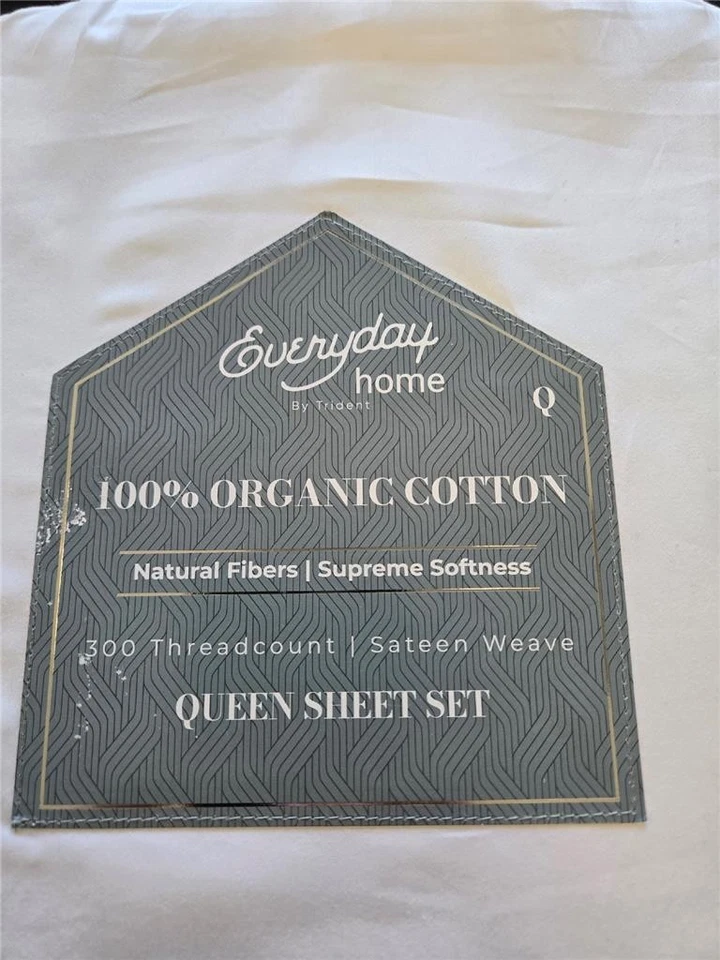 Everyday
home
By Trident
Q
100% ORGANIC COTTON
Natural Fibers | Supreme Softness
300 Threadcount | Sateen Weave
QUEEN SHEET SET